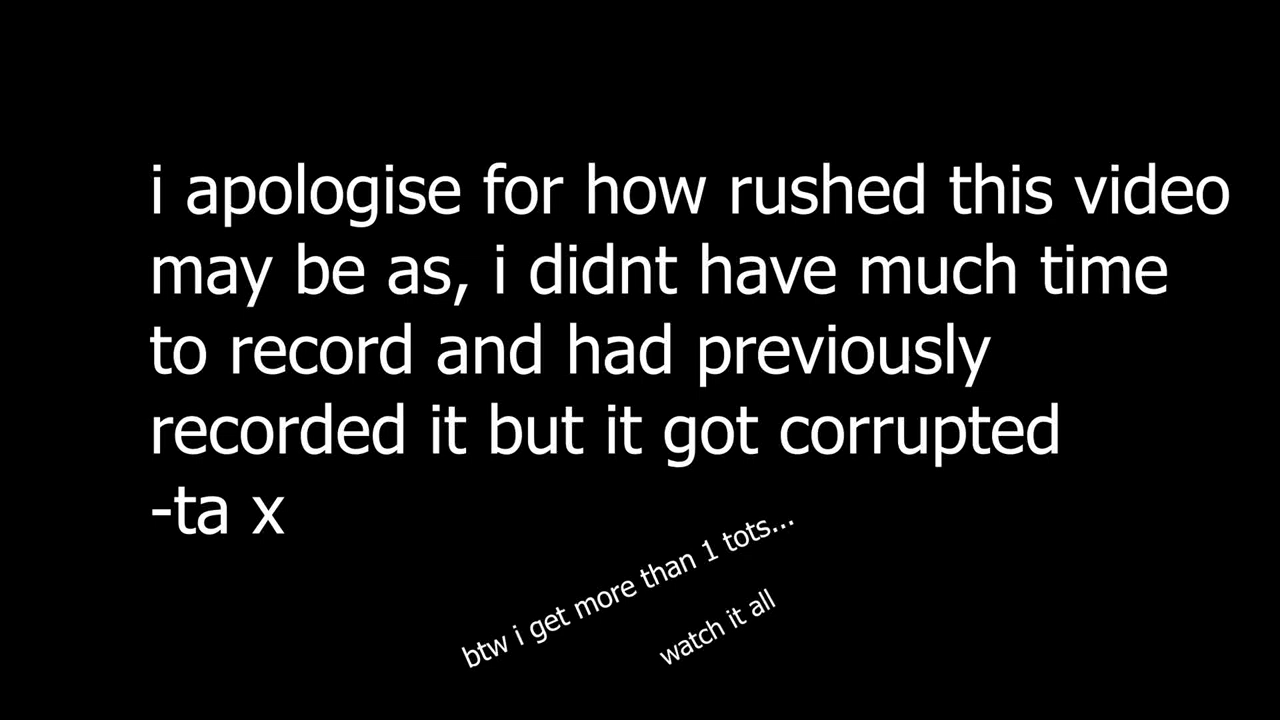 i apologise for how rushed this video
may be as, i didnt have much time
to record and had previously
recorded it but it got corrupted
-ta x
btw i get more than 1 tots...
watch it all